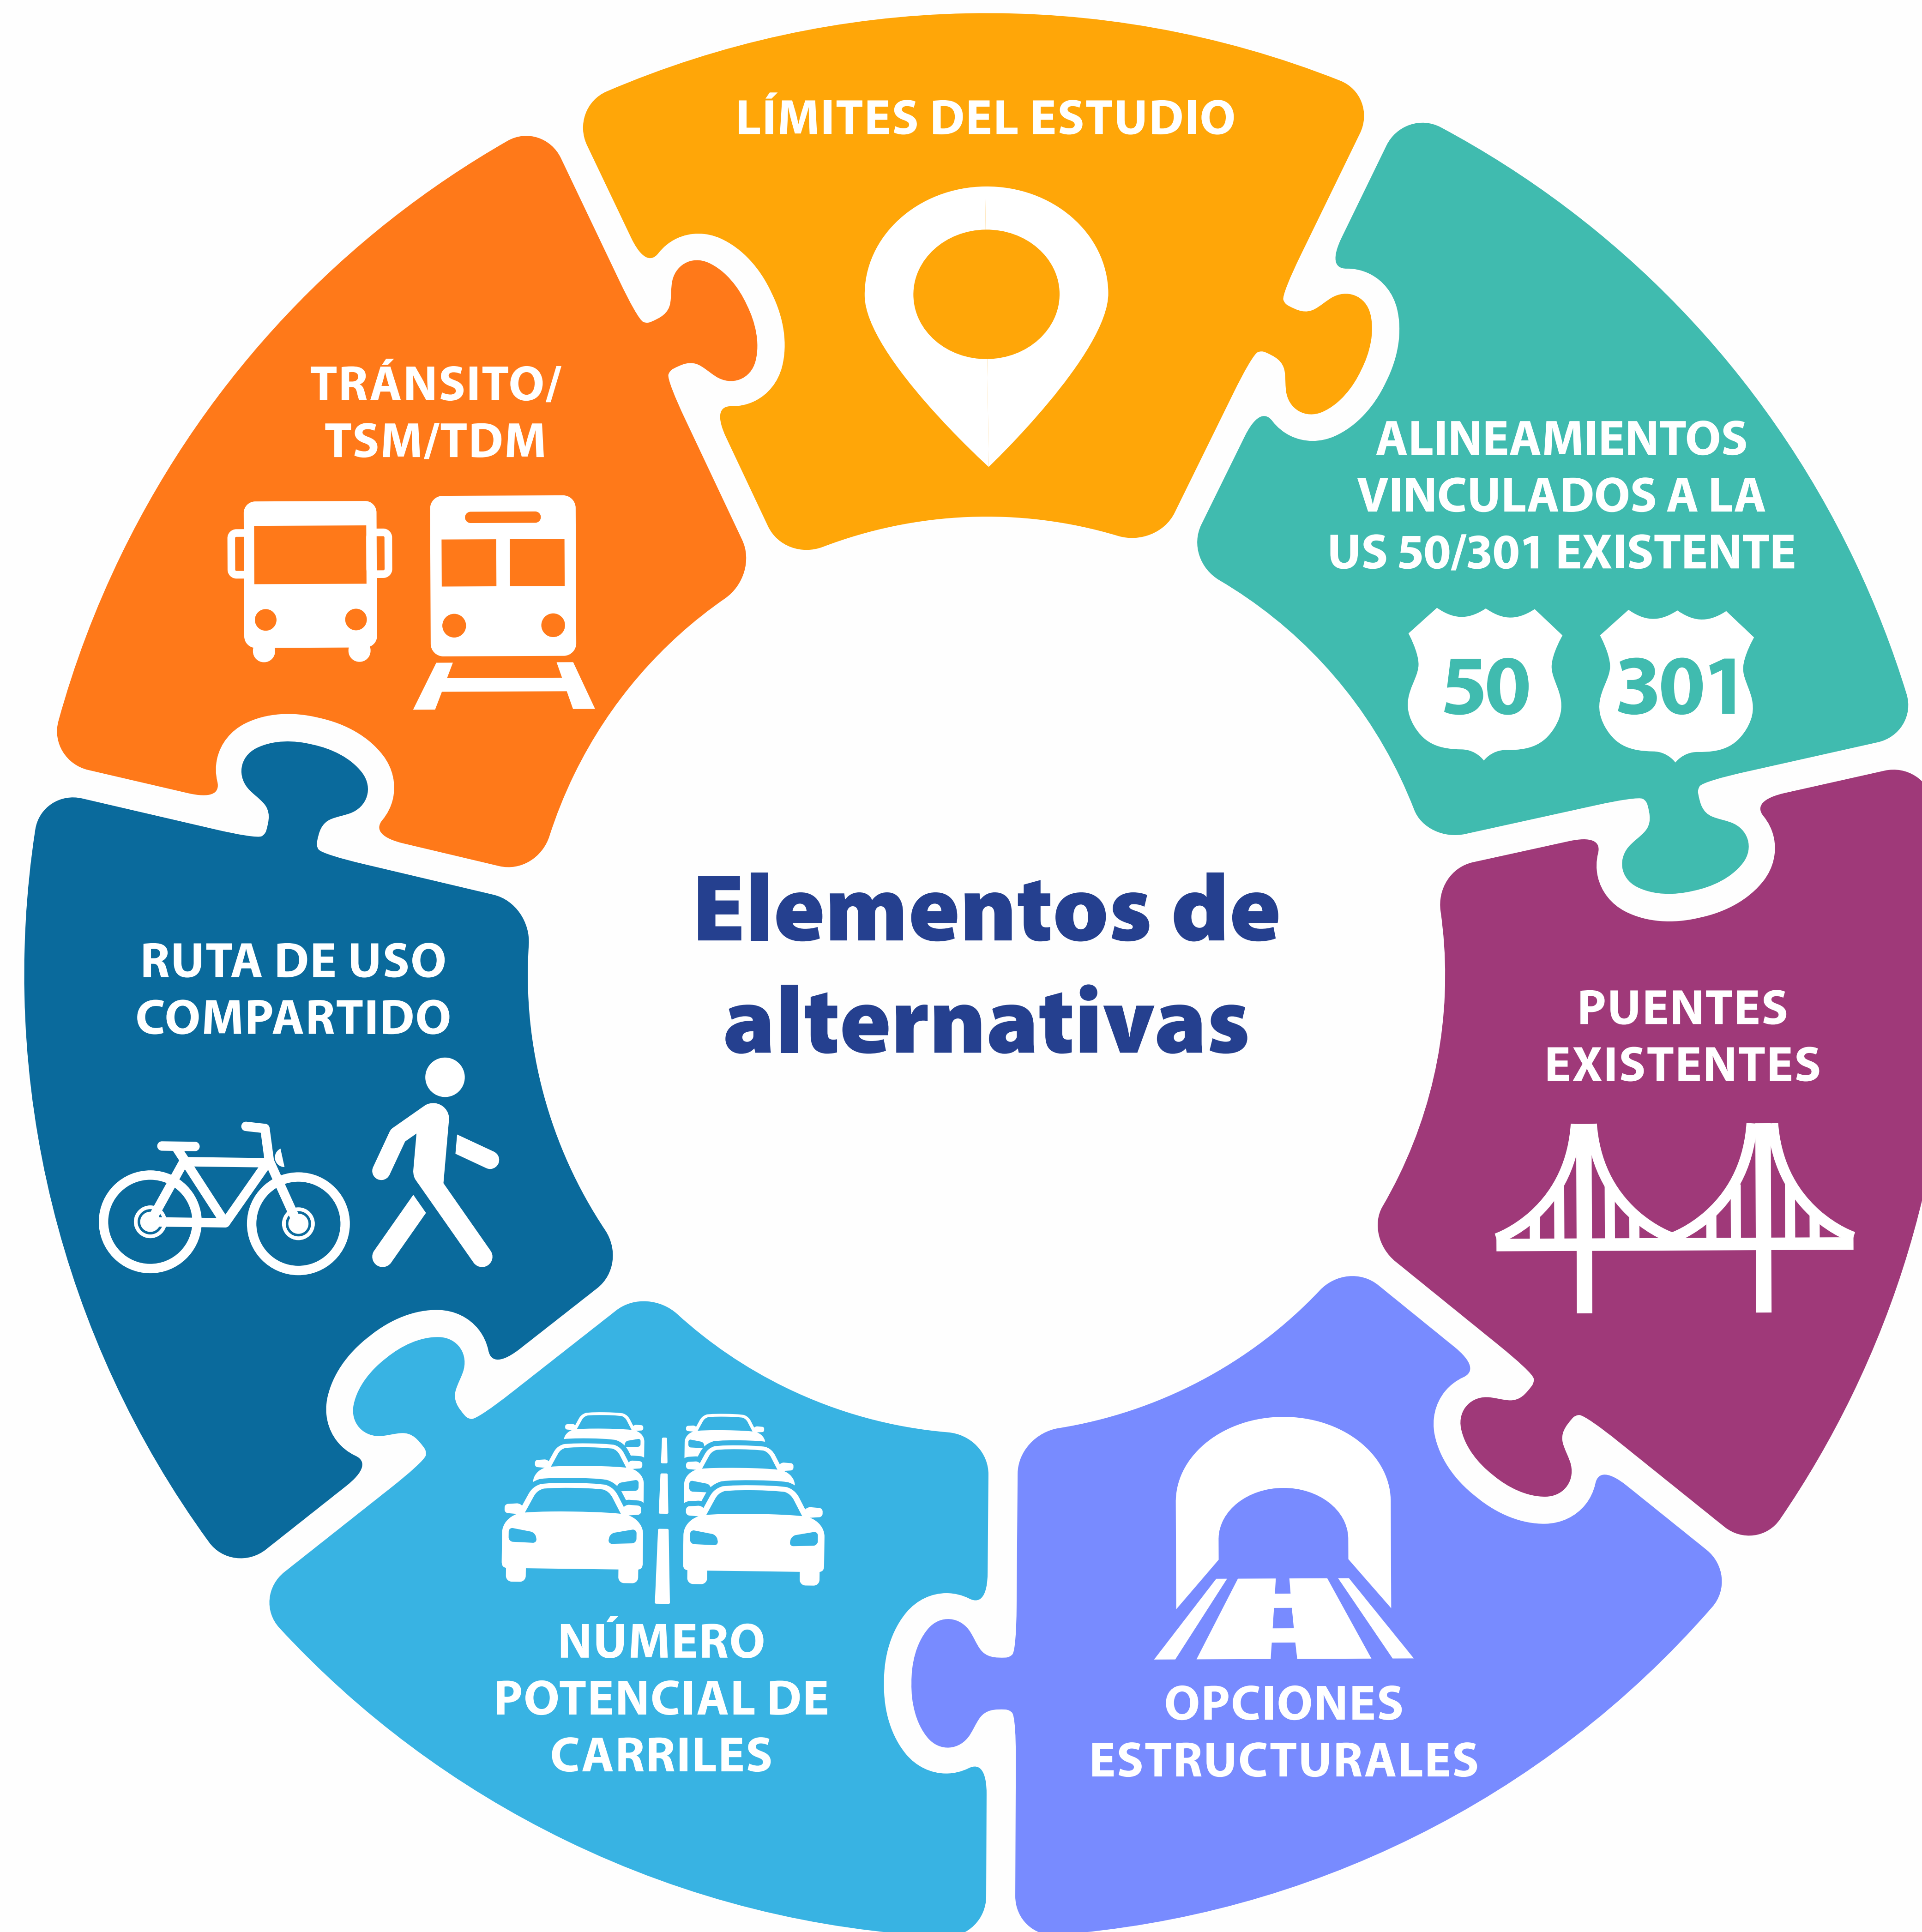 LÍMITES DEL ESTUDIO
ALINEAMIENTOS
VINCULADOS A LA
US 50/301 EXISTENTE
50
301
PUENTES
EXISTENTES
OPCIONES
ESTRUCTURALES
NÚMERO
POTENCIAL DE
CARRILES
RUTA DE USO
COMPARTIDO
TRÁNSITO/
TSM/TDM
Elementos de
alternativas